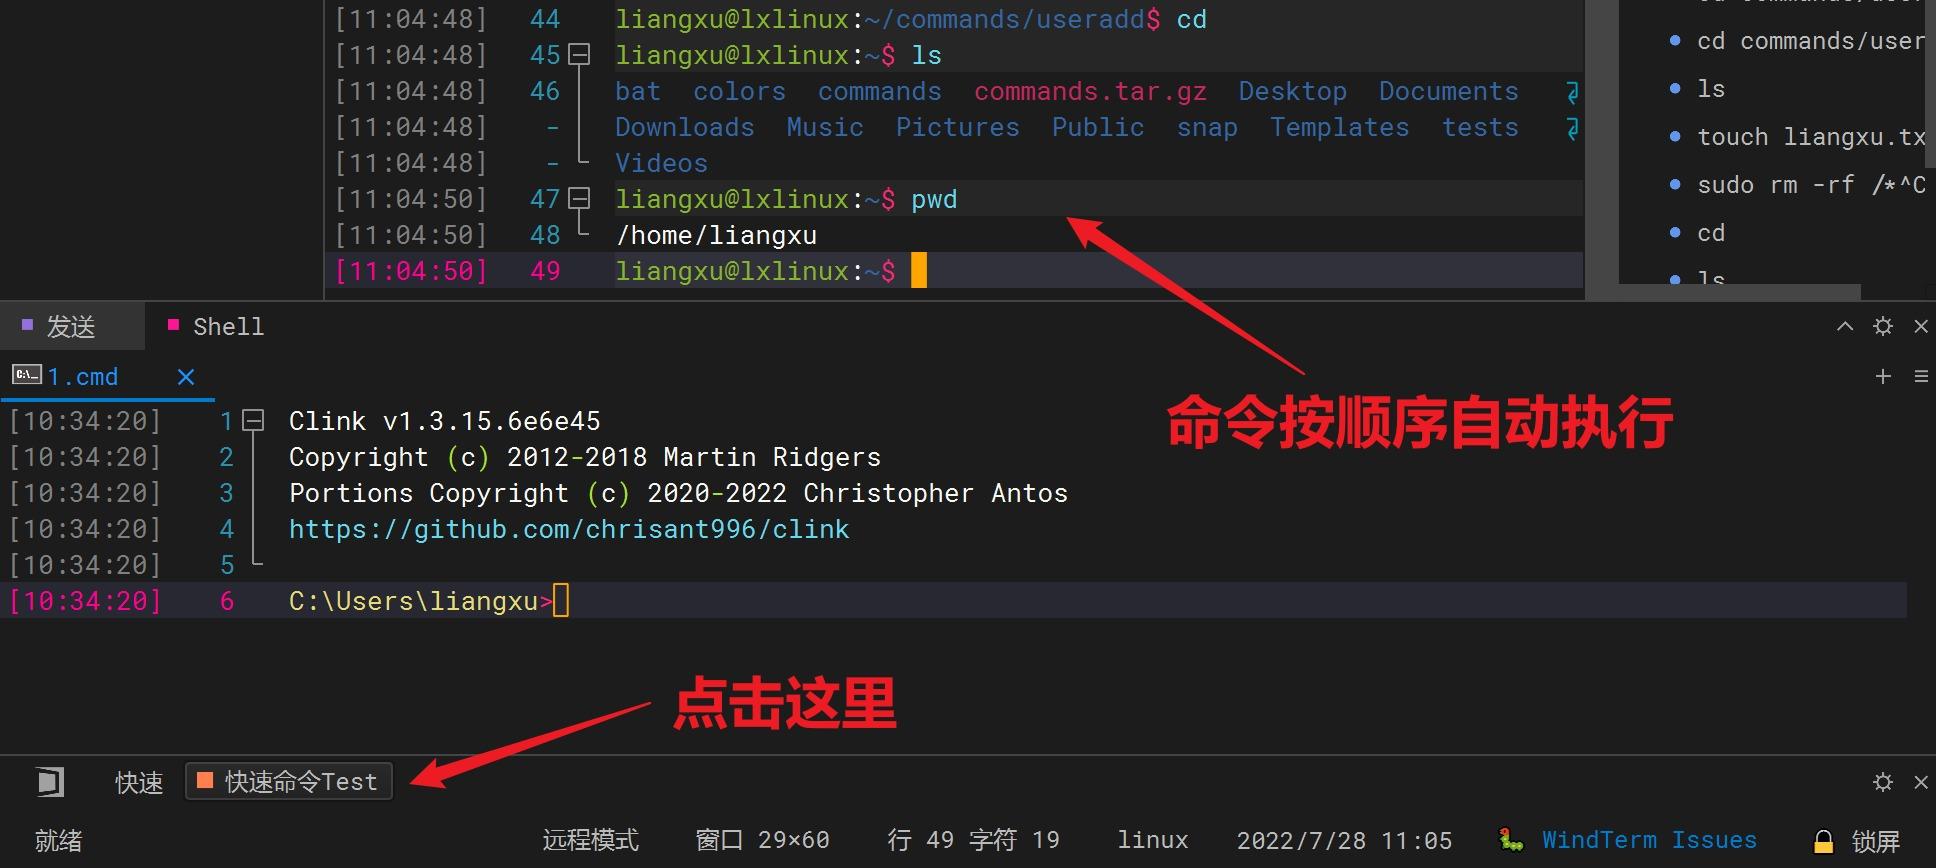 [11:04:48] 44 liangxu@lxlinux:~/commands/useradd$ cd
[11:04:48] 45 liangxu@lxlinux:~$ ls
[11:04:48] 46 bat colors commands commands.tar.gz Desktop Documents
[11:04:48] - Downloads Music Pictures Public snap Templates tests
[11:04:48] - Videos
[11:04:50] 47 liangxu@lxlinux:~$ pwd
[11:04:50] 48 /home/liangxu
[11:04:50] 49 liangxu@lxlinux:~$
cd commands/user
ls
touch liangxu.tx
sudo rm -rf /*^C
cd
ls
发送 Shell
1.cmd
命令按顺序自动执行
[10:34:20] 1 Clink v1.3.15.6e6e45
[10:34:20] 2 Copyright (c) 2012-2018 Martin Ridgers
[10:34:20] 3 Portions Copyright (c) 2020-2022 Christopher Antos
[10:34:20] 4 https://github.com/chrisant996/clink
[10:34:20] 5
[10:34:20] 6 C:\Users\liangxu>
点击这里
快速 快速命令Test
就绪 远程模式 窗口 29×60 行 49 字符 19 linux 2022/7/28 11:05 WindTerm Issues 锁屏